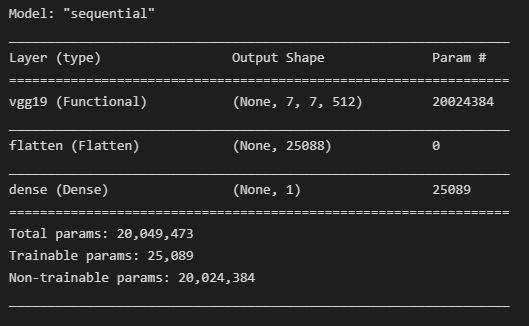 Model: "sequential"
Layer (type) Output Shape Param #
vgg19 (Functional) (None, 7, 7, 512) 20024384
flatten (Flatten) (None, 25088) 0
dense (Dense) (None, 1) 25089
Total params: 20,049,473
Trainable params: 25,089
Non-trainable params: 20,024,384